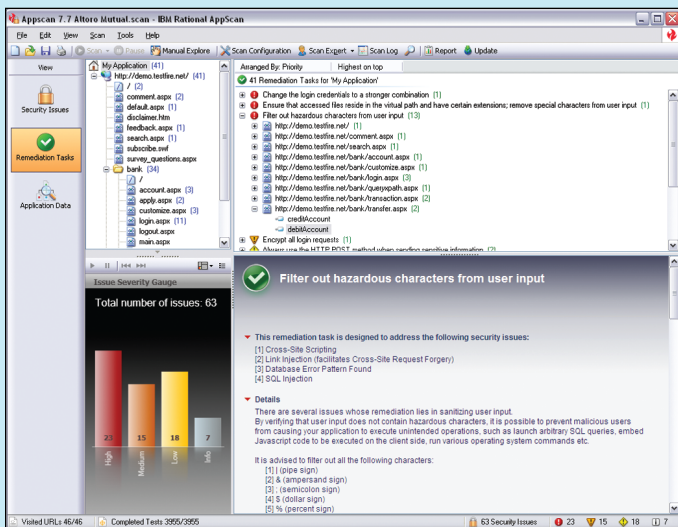 Appscan 7.7 Altoro Mutual.scan - IBM Rational AppScan
File Edit View Scan Tools Help
Scan Pause Manual Explore Scan Configuration Scan Expert Scan Log Report Update
View
Security Issues
Remediation Tasks
Application Data
My Application (41)
http://demo.testfire.net/ (41)
/ (2)
comment.aspx (2)
default.aspx (1)
disclaimer.htm
feedback.aspx (1)
search.aspx (1)
subscribe.swf
survey_questions.aspx
bank (34)
/
account.aspx (3)
apply.aspx (2)
customize.aspx (3)
login.aspx (11)
logout.aspx
main.aspx
Arranged By: Priority Highest on top
41 Remediation Tasks for 'My Application'
Change the login credentials to a stronger combination (1)
Ensure that accessed files reside in the virtual path and have certain extensions; remove special characters from user input (1)
Filter out hazardous characters from user input (13)
http://demo.testfire.net/ (1)
http://demo.testfire.net/comment.aspx (1)
http://demo.testfire.net/search.aspx (1)
http://demo.testfire.net/bank/account.aspx (1)
http://demo.testfire.net/bank/customize.aspx (1)
http://demo.testfire.net/bank/login.aspx (3)
http://demo.testfire.net/bank/queryxpath.aspx (1)
http://demo.testfire.net/bank/transaction.aspx (2)
http://demo.testfire.net/bank/transfer.aspx (2)
creditAccount
debitAccount
Encrypt all login requests (1)
Always use the HTTP POST method when sending sensitive information (2)
Issue Severity Gauge
Total number of issues: 63
23 15 18 7
High Medium Low Info
Filter out hazardous characters from user input
This remediation task is designed to address the following security issues:
[1] Cross-Site Scripting
[2] Link Injection (facilitates Cross-Site Request Forgery)
[3] Database Error Pattern Found
[4] SQL Injection
Details
There are several issues whose remediation lies in sanitizing user input.
By verifying that user input does not contain hazardous characters, it is possible to prevent malicious users
from causing your application to execute unintended operations, such as launch arbitrary SQL queries, embed
Javascript code to be executed on the client side, run various operating system commands etc.
It is advised to filter out all the following characters:
[1] | (pipe sign)
[2] & (ampersand sign)
[3] ; (semicolon sign)
[4] $ (dollar sign)
[5] % (percent sign)
Visited URLs 46/46 Completed Tests 3955/3955 63 Security Issues 23 15 18 7